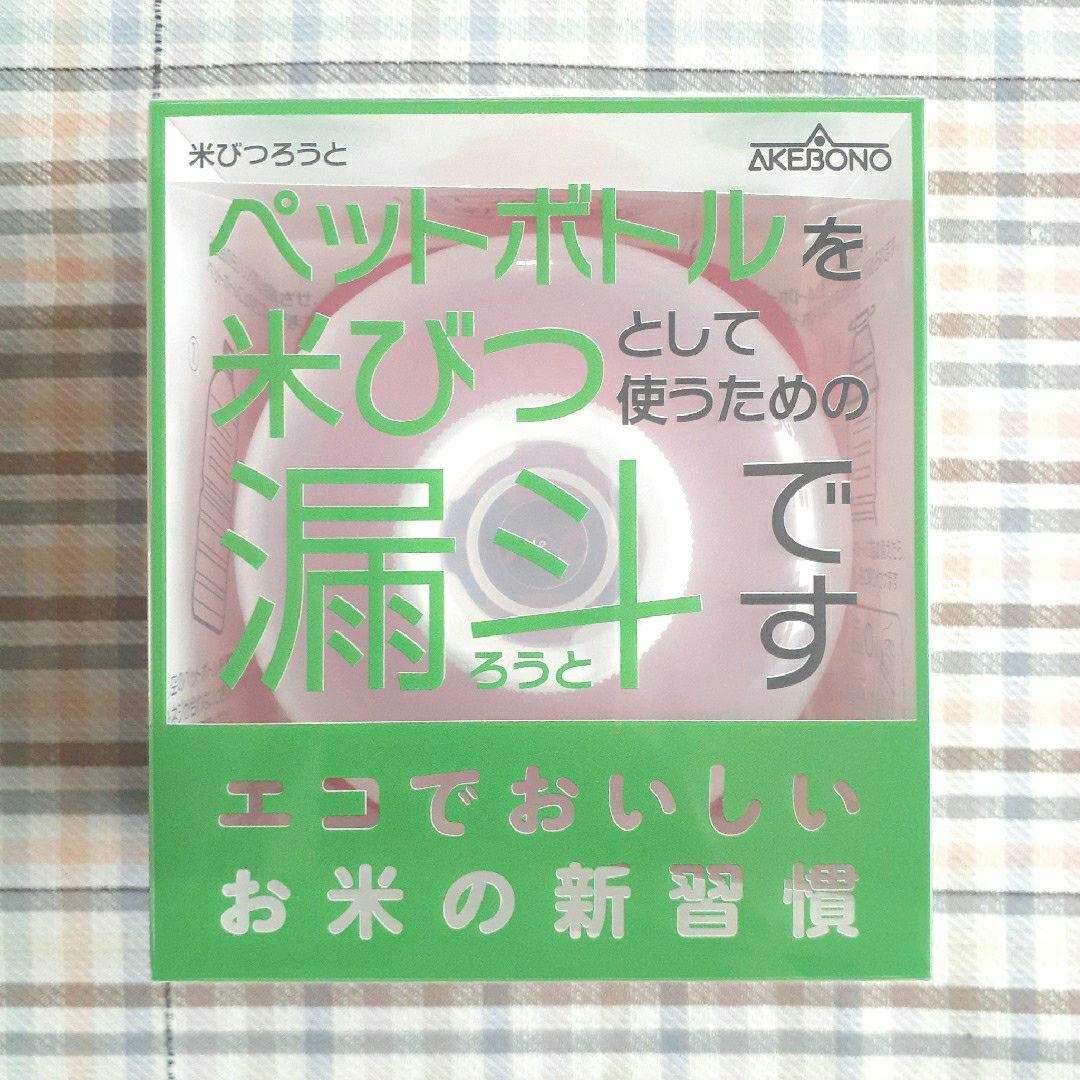 米びつろうと
AKEBONO
ペットボトルを
米びつとして
使うための
漏斗です
ろうと
エコでおいしい
お米の新習慣